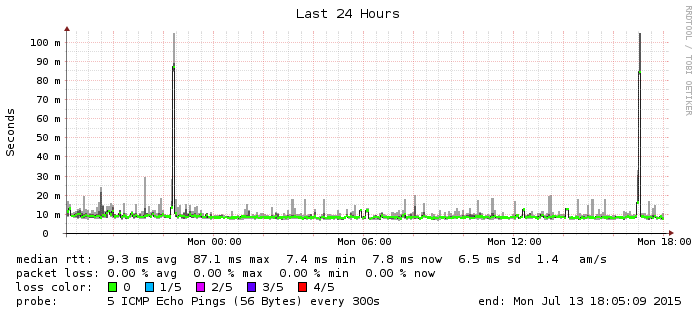 Last 24 Hours
RRDTOOL / TOBI OETIKER
Seconds
100 m
90 m
80 m
70 m
60 m
50 m
40 m
30 m
20 m
10 m
0
Mon 00:00 Mon 06:00 Mon 12:00 Mon 18:00
median rtt: 9.3 ms avg 87.1 ms max 7.4 ms min 7.8 ms now 6.5 ms sd 1.4 am/s
packet loss: 0.00 % avg 0.00 % max 0.00 % min 0.00 % now
loss color: 0 1/5 2/5 3/5 4/5
probe: 5 ICMP Echo Pings (56 Bytes) every 300s end: Mon Jul 13 18:05:09 2015